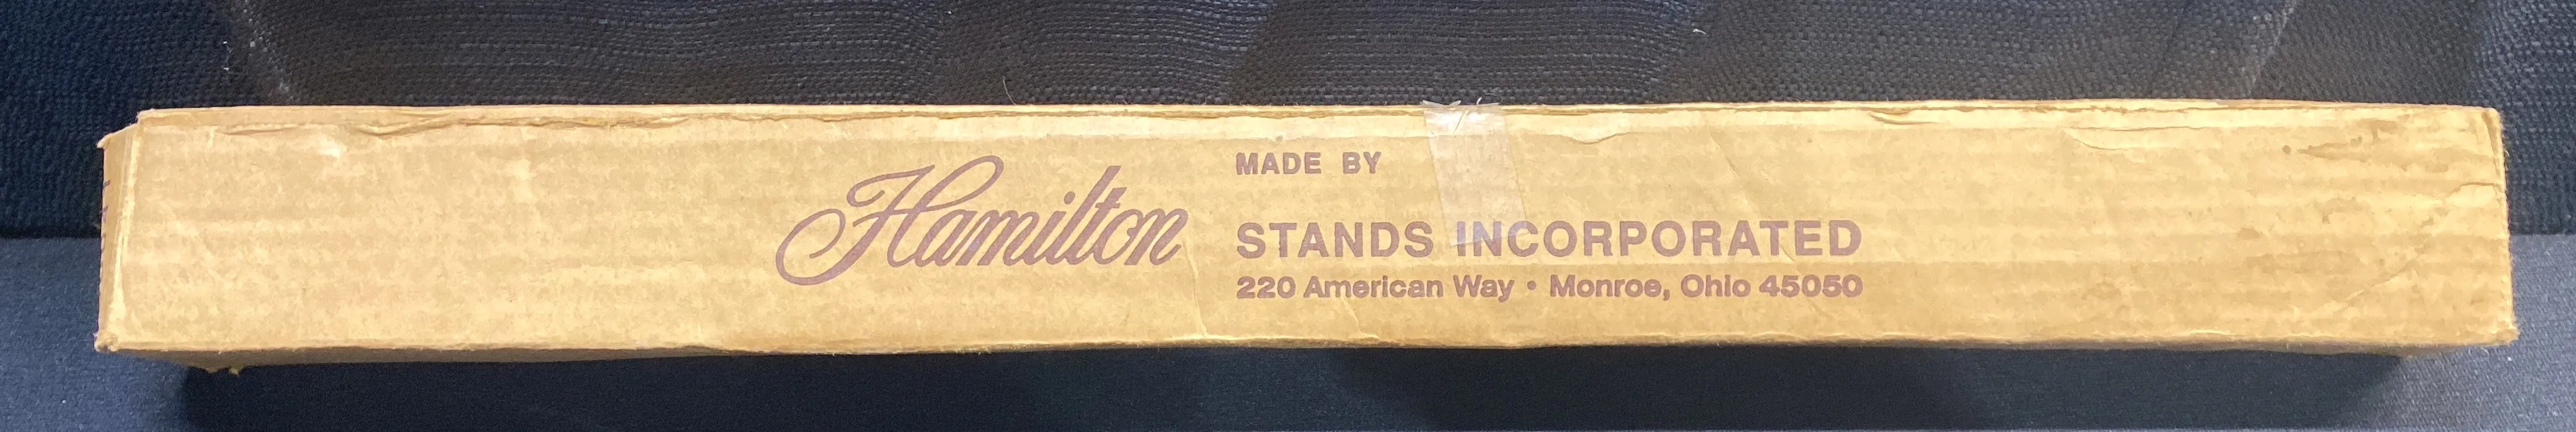 Hamilton
MADE BY
STANDS INCORPORATED
220 American Way • Monroe, Ohio 45050